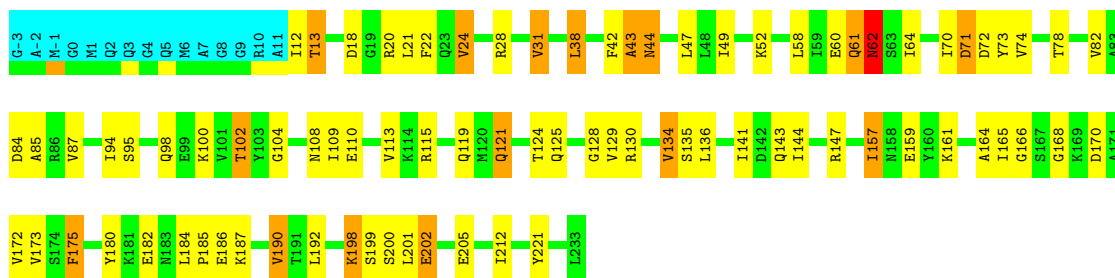 G-3 A-2 M-1 G0 M1 Q2 Q3 G4 Q5 M6 A7 G8 G9 R10 A11 I12 T13 D18 G19 R20 L21 F22 Q23 V24 R28 V31 L38 F42 A43 N44 L47 L48 I49 K52 L58 I59 E60 Q61 N62 S63 I64 I70 D71 D72 Y73 V74 T78 V82 A83
D84 A85 R86 V87 I94 S95 Q98 E99 K100 V101 T102 Y103 G104 N108 I109 E110 V113 K114 R115 Q119 M120 Q121 T124 Q125 G128 V129 R130 V134 S135 L136 I141 D142 Q143 I144 R147 I157 N158 E159 Y160 K161 A164 I165 G166 S167 G168 K169 D170 A171
V172 V173 S174 F175 Y180 K181 E182 N183 L184 P185 E186 K187 V190 T191 L192 K198 S199 S200 L201 E202 E205 I212 Y221 L233